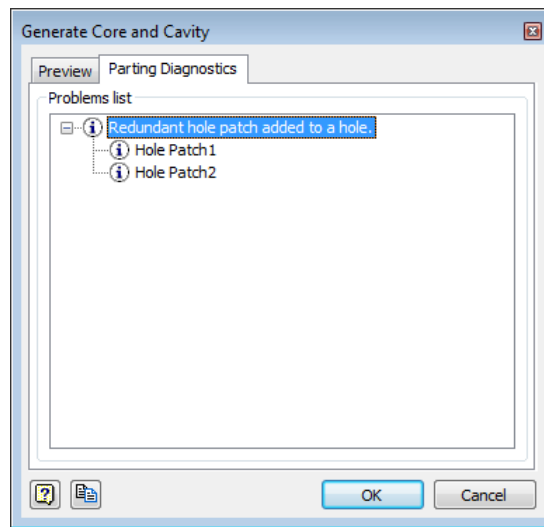 Generate Core and Cavity
Preview
Parting Diagnostics
Problems list
Redundant hole patch added to a hole.
Hole Patch1
Hole Patch2
OK
Cancel